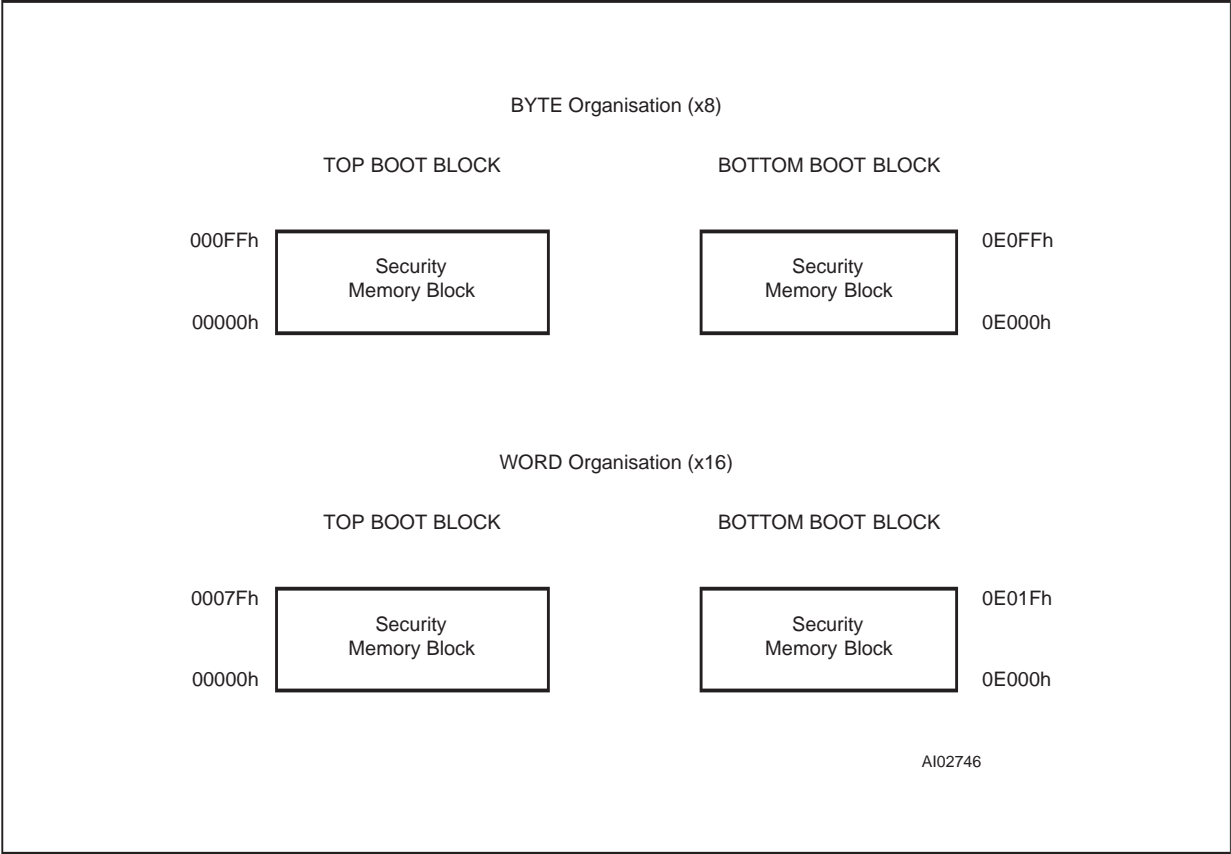 BYTE Organisation (x8)
TOP BOOT BLOCK
BOTTOM BOOT BLOCK
000FFh
Security
Memory Block
00000h
Security
Memory Block
0E0FFh
0E000h
WORD Organisation (x16)
TOP BOOT BLOCK
BOTTOM BOOT BLOCK
0007Fh
Security
Memory Block
00000h
Security
Memory Block
0E01Fh
0E000h
AI02746